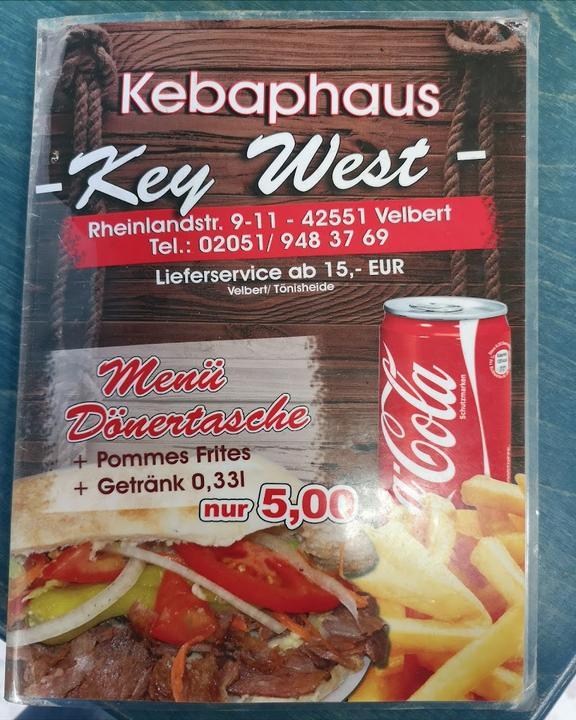 Kebaphaus
-Key West -
Rheinlandstr. 9-11 - 42551 Velbert
Tel.: 02051/ 948 37 69
Lieferservice ab 15,- EUR
Velbert/ Tönisheide
Menü
Dönertasche
+ Pommes Frites
+ Getränk 0,33l
nur 5,00
Cola
Schutzmarken